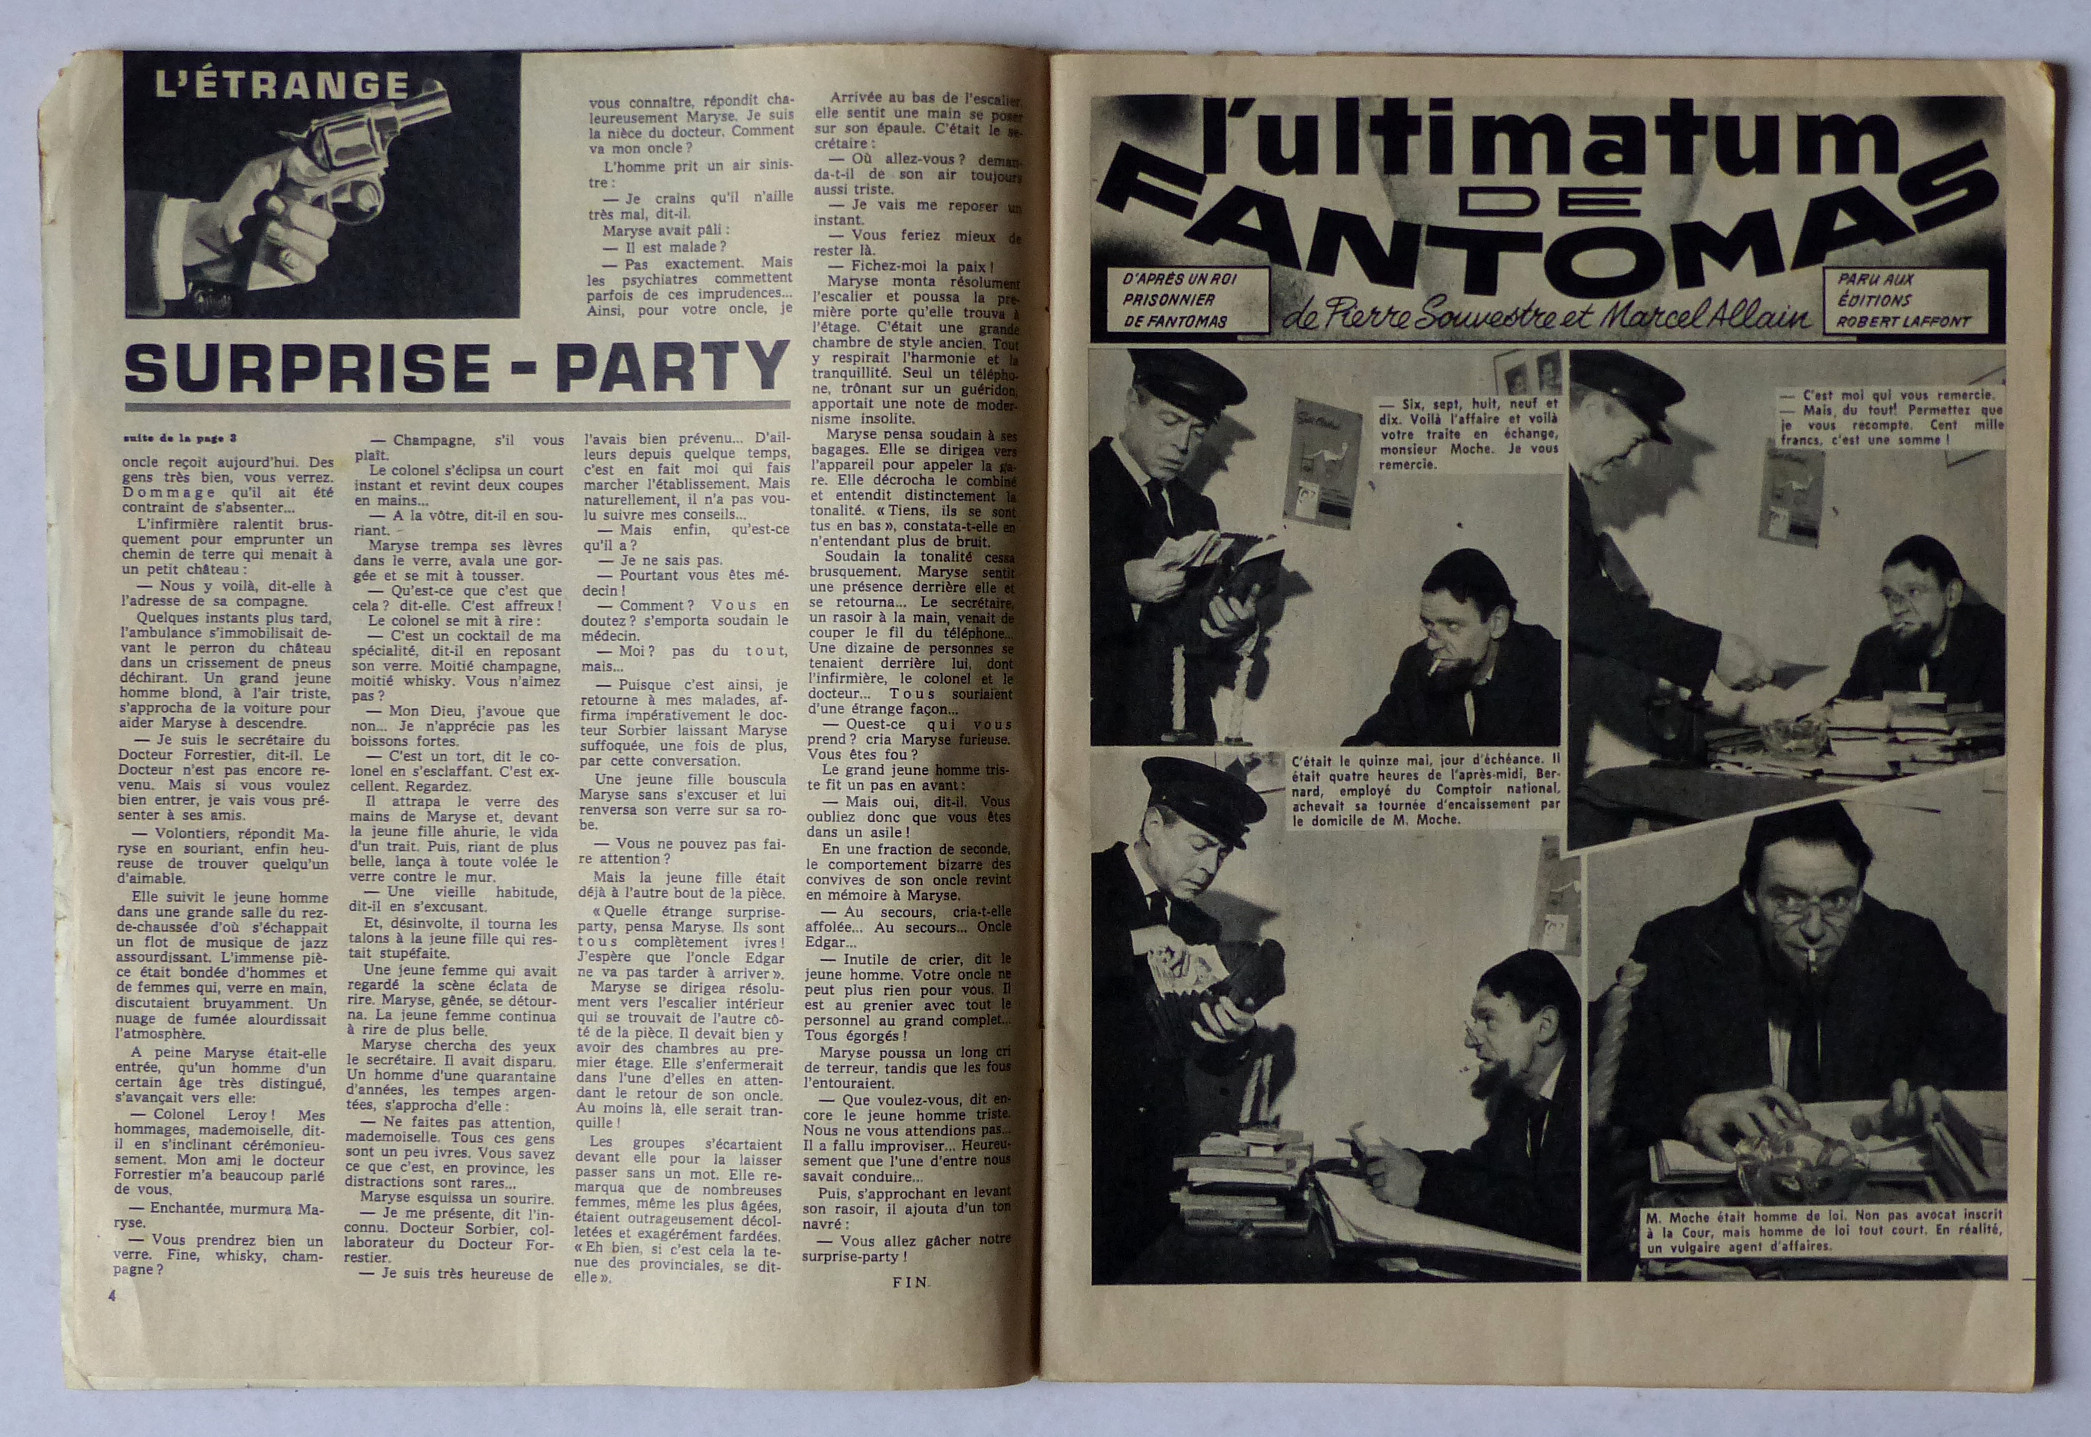 L'ÉTRANGE
SURPRISE - PARTY
suite de la page 3
oncle reçoit aujourd'hui. Des
gens très bien, vous verrez.
Dommage qu'il ait été
contraint de s'absenter...
L'infirmière ralentit brus-
quement pour emprunter un
chemin de terre qui menait à
un petit château :
— Nous y voilà, dit-elle à
l'adresse de sa compagne.
Quelques instants plus tard,
l'ambulance s'immobilisait de-
vant le perron du château
dans un crissement de pneus
déchirant. Un grand jeune
homme blond, à l'air triste,
s'approcha de la voiture pour
aider Maryse à descendre.
— Je suis le secrétaire du
Docteur Forrestier, dit-il. Le
Docteur n'est pas encore re-
venu. Mais si vous voulez
bien entrer, je vais vous pré-
senter à ses amis.
— Volontiers, répondit Ma-
ryse en souriant, enfin heu-
reuse de trouver quelqu'un
d'aimable.
Elle suivit le jeune homme
dans une grande salle du rez-
de-chaussée d'où s'échappait
un flot de musique de jazz
assourdissant. L'immense piè-
ce était bondée d'hommes et
de femmes qui, verre en main,
discutaient bruyamment. Un
nuage de fumée alourdissait
l'atmosphère.
A peine Maryse était-elle
entrée, qu'un homme d'un
certain âge très distingué,
s'avançait vers elle:
— Colonel Leroy ! Mes
hommages, mademoiselle, dit-
il en s'inclinant cérémonieu-
sement. Mon ami le docteur
Forrestier m'a beaucoup parlé
de vous.
— Enchantée, murmura Ma-
ryse.
— Vous prendrez bien un
verre. Fine, whisky, cham-
pagne ?
4
— Champagne, s'il vous
plaît.
Le colonel s'éclipsa un court
instant et revint deux coupes
en mains...
— A la vôtre, dit-il en sou-
riant.
Maryse trempa ses lèvres
dans le verre, avala une gor-
gée et se mit à tousser.
— Qu'est-ce que c'est que
cela ? dit-elle. C'est affreux !
Le colonel se mit à rire :
— C'est un cocktail de ma
spécialité, dit-il en reposant
son verre. Moitié champagne,
moitié whisky. Vous n'aimez
pas ?
— Mon Dieu, j'avoue que
non... Je n'apprécie pas les
boissons fortes.
— C'est un tort, dit le co-
lonel en s'esclaffant. C'est ex-
cellent. Regardez.
Il attrapa le verre des
mains de Maryse et, devant
la jeune fille ahurie, le vida
d'un trait. Puis, riant de plus
belle, lança à toute volée le
verre contre le mur.
— Une vieille habitude,
dit-il en s'excusant.
Et, désinvolte, il tourna les
talons à la jeune fille qui res-
tait stupéfaite.
Une jeune femme qui avait
regardé la scène éclata de
rire. Maryse, gênée, se détour-
na. La jeune femme continua
à rire de plus belle.
Maryse chercha des yeux
le secrétaire. Il avait disparu.
Un homme d'une quarantaine
d'années, les tempes argen-
tées, s'approcha d'elle :
— Ne faites pas attention,
mademoiselle. Tous ces gens
sont un peu ivres. Vous savez
ce que c'est, en province, les
distractions sont rares...
Maryse esquissa un sourire.
— Je me présente, dit l'in-
connu. Docteur Sorbier, col-
laborateur du Docteur For-
restier.
— Je suis très heureuse de
vous connaître, répondit cha-
leureusement Maryse. Je suis
la nièce du docteur. Comment
va mon oncle ?
L'homme prit un air sinis-
tre :
— Je crains qu'il n'aille
très mal, dit-il.
Maryse avait pâli :
— Il est malade ?
— Pas exactement. Mais
les psychiatres commettent
parfois de ces imprudences...
Ainsi, pour votre oncle, je
l'avais bien prévenu... D'ail-
leurs depuis quelque temps,
c'est en fait moi qui fais
marcher l'établissement. Mais
naturellement, il n'a pas vou-
lu suivre mes conseils...
— Mais enfin, qu'est-ce
qu'il a ?
— Je ne sais pas.
— Pourtant vous êtes mé-
decin !
— Comment ? Vous en
doutez ? s'emporta soudain le
médecin.
— Moi ? pas du tout,
mais...
— Puisque c'est ainsi, je
retourne à mes malades, af-
firma impérativement le doc-
teur Sorbier laissant Maryse
suffoquée, une fois de plus,
par cette conversation.
Une jeune fille bouscula
Maryse sans s'excuser et lui
renversa son verre sur sa ro-
be.
— Vous ne pouvez pas fai-
re attention ?
Mais la jeune fille était
déjà à l'autre bout de la pièce.
« Quelle étrange surprise-
party, pensa Maryse. Ils sont
tous complètement ivres !
J'espère que l'oncle Edgar
ne va pas tarder à arriver ».
Maryse se dirigea résolu-
ment vers l'escalier intérieur
qui se trouvait de l'autre cô-
té de la pièce. Il devait bien y
avoir des chambres au pre-
mier étage. Elle s'enfermerait
dans l'une d'elles en atten-
dant le retour de son oncle.
Au moins là, elle serait tran-
quille !
Les groupes s'écartaient
devant elle pour la laisser
passer sans un mot. Elle re-
marqua que de nombreuses
femmes, même les plus âgées,
étaient outrageusement décol-
letées et exagérément fardées.
« Eh bien, si c'est cela la te-
nue des provinciales, se dit-
elle ».
Arrivée au bas de l'escalier,
elle sentit une main se poser
sur son épaule. C'était le se-
crétaire :
— Où allez-vous ? deman-
da-t-il de son air toujours
aussi triste.
— Je vais me reposer un
instant.
— Vous feriez mieux de
rester là.
— Fichez-moi la paix !
Maryse monta résolument
l'escalier et poussa la pre-
mière porte qu'elle trouva à
l'étage. C'était une grande
chambre de style ancien. Tout
y respirait l'harmonie et la
tranquillité. Seul un télépho-
ne, trônant sur un guéridon,
apportait une note de moder-
nisme insolite.
Maryse pensa soudain à ses
bagages. Elle se dirigea vers
l'appareil pour appeler la ga-
re. Elle décrocha le combiné
et entendit distinctement la
tonalité. « Tiens, ils se sont
tus en bas », constata-t-elle en
n'entendant plus de bruit.
Soudain la tonalité cessa
brusquement. Maryse sentit
une présence derrière elle et
se retourna... Le secrétaire,
un rasoir à la main, venait de
couper le fil du téléphone...
Une dizaine de personnes se
tenaient derrière lui, dont
l'infirmière, le colonel et le
docteur... Tous souriaient
d'une étrange façon...
— Quest-ce qui vous
prend ? cria Maryse furieuse.
Vous êtes fou ?
Le grand jeune homme tris-
te fit un pas en avant :
— Mais oui, dit-il. Vous
oubliez donc que vous êtes
dans un asile !
En une fraction de seconde,
le comportement bizarre des
convives de son oncle revint
en mémoire à Maryse.
— Au secours, cria-t-elle
affolée... Au secours... Oncle
Edgar...
— Inutile de crier, dit le
jeune homme. Votre oncle ne
peut plus rien pour vous. Il
est au grenier avec tout le
personnel au grand complet...
Tous égorgés !
Maryse poussa un long cri
de terreur, tandis que les fous
l'entouraient.
— Que voulez-vous, dit en-
core le jeune homme triste.
Nous ne vous attendions pas...
Il a fallu improviser... Heureu-
sement que l'une d'entre nous
savait conduire...
Puis, s'approchant en levant
son rasoir, il ajouta d'un ton
navré :
— Vous allez gâcher notre
surprise-party !
FIN.
l'ultimatum
DE
FANTOMAS
D'APRÈS UN ROI
PRISONNIER
DE FANTOMAS
de Pierre Souvestre et Marcel Allain
PARU AUX
ÉDITIONS
ROBERT LAFFONT
— Six, sept, huit, neuf et
dix. Voilà l'affaire et voilà
votre traite en échange,
monsieur Moche. Je vous
remercie.
— C'est moi qui vous remercie.
— Mais du tout! Permettez que
je vous recompte. Cent mille
francs, c'est une somme !
C'était le quinze mai, jour d'échéance. Il
était quatre heures de l'après-midi, Ber-
nard, employé du Comptoir national,
achevait sa tournée d'encaissement par
le domicile de M. Moche.
M. Moche était homme de loi. Non pas avocat inscrit
à la Cour, mais homme de loi tout court. En réalité,
un vulgaire agent d'affaires.